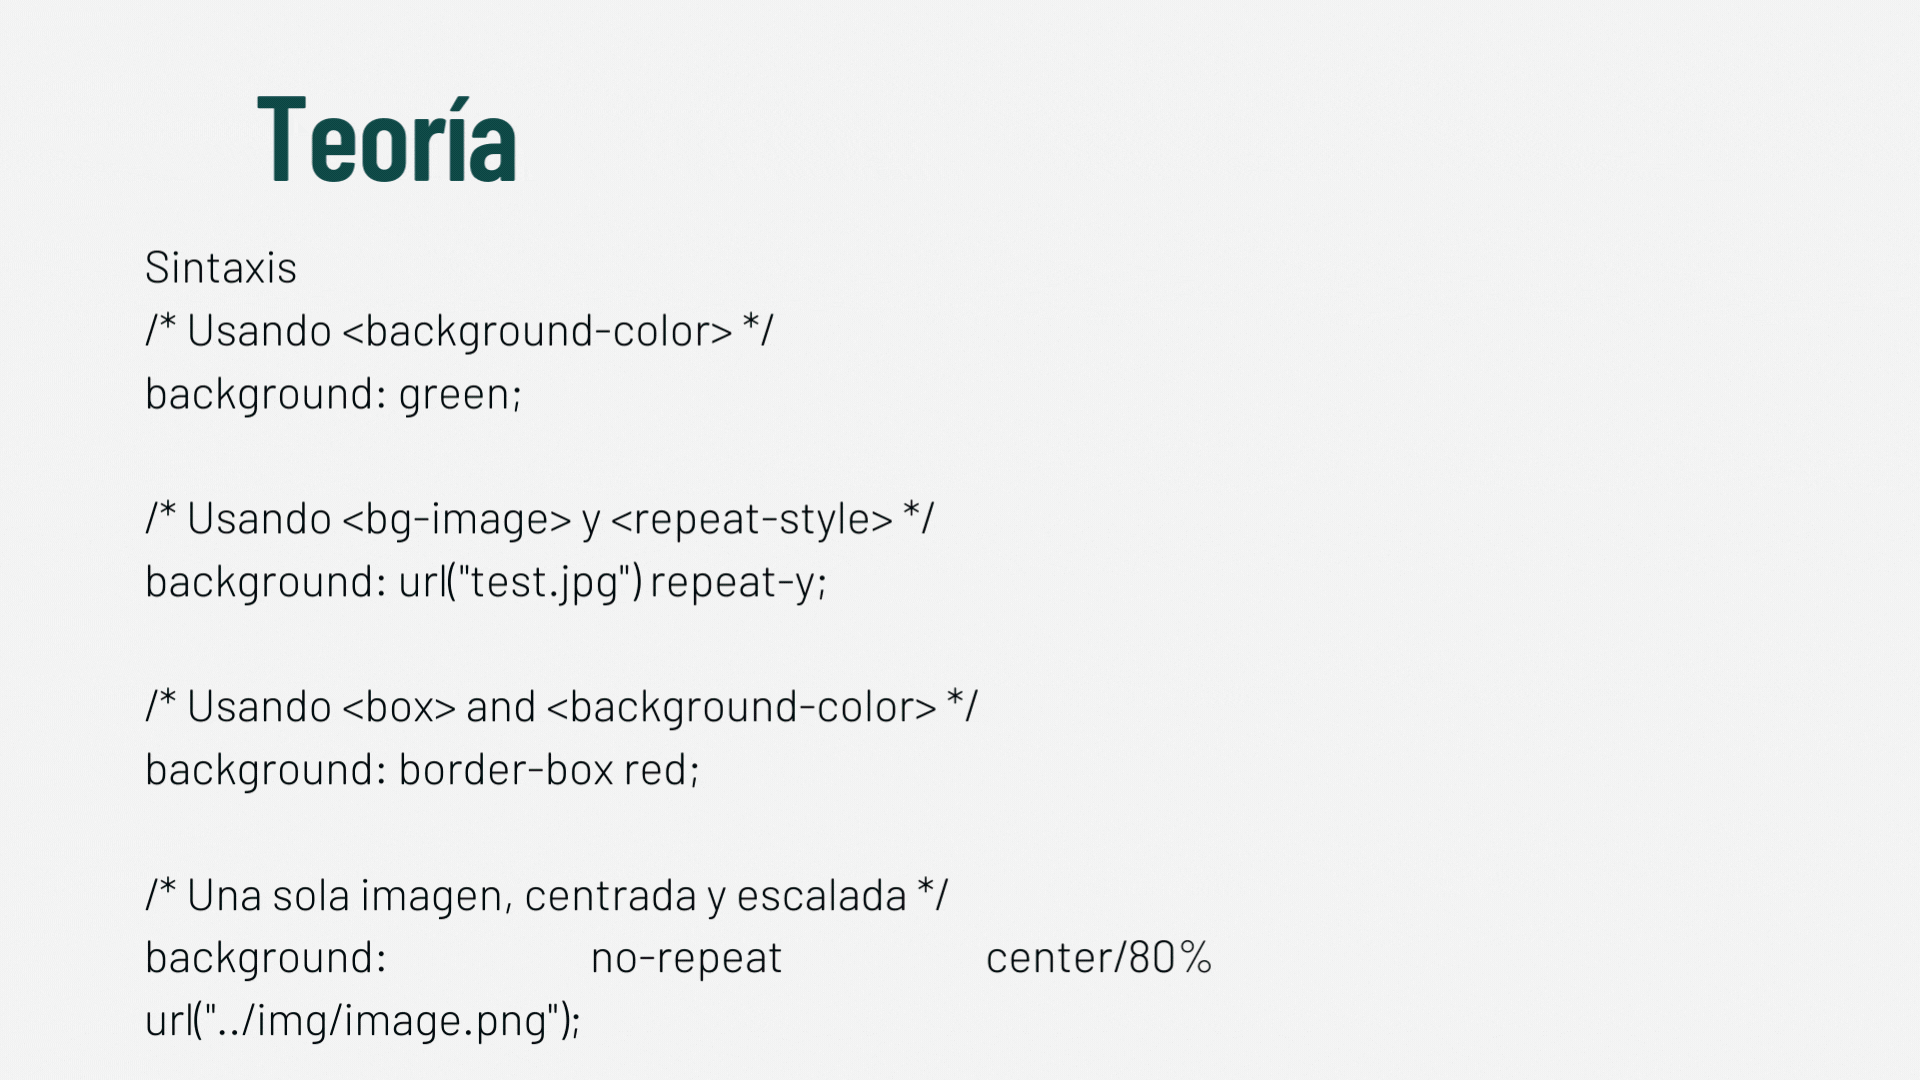 Teoría
Sintaxis
/* Usando <background-color> */
background: green;
/* Usando <bg-image> y <repeat-style> */
background: url("test.jpg") repeat-y;
/* Usando <box> and <background-color> */
background: border-box red;
/* Una sola imagen, centrada y escalada */
background: no-repeat center/80%
url("../img/image.png");